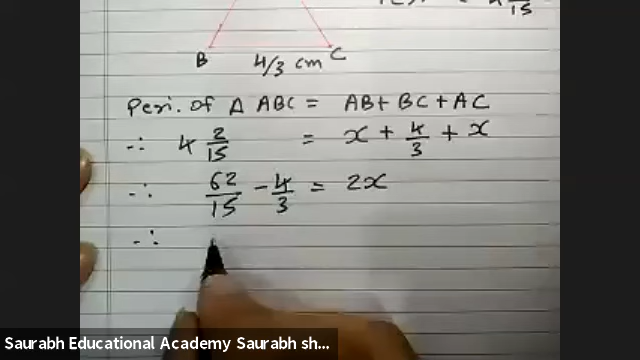 15
B 4/3 cm C
Peri. of Δ ABC = AB + BC + AC
∴ 4 2/15 = x + 4/3 + x
∴ 62/15 - 4/3 = 2x
∴
Saurabh Educational Academy Saurabh sh...